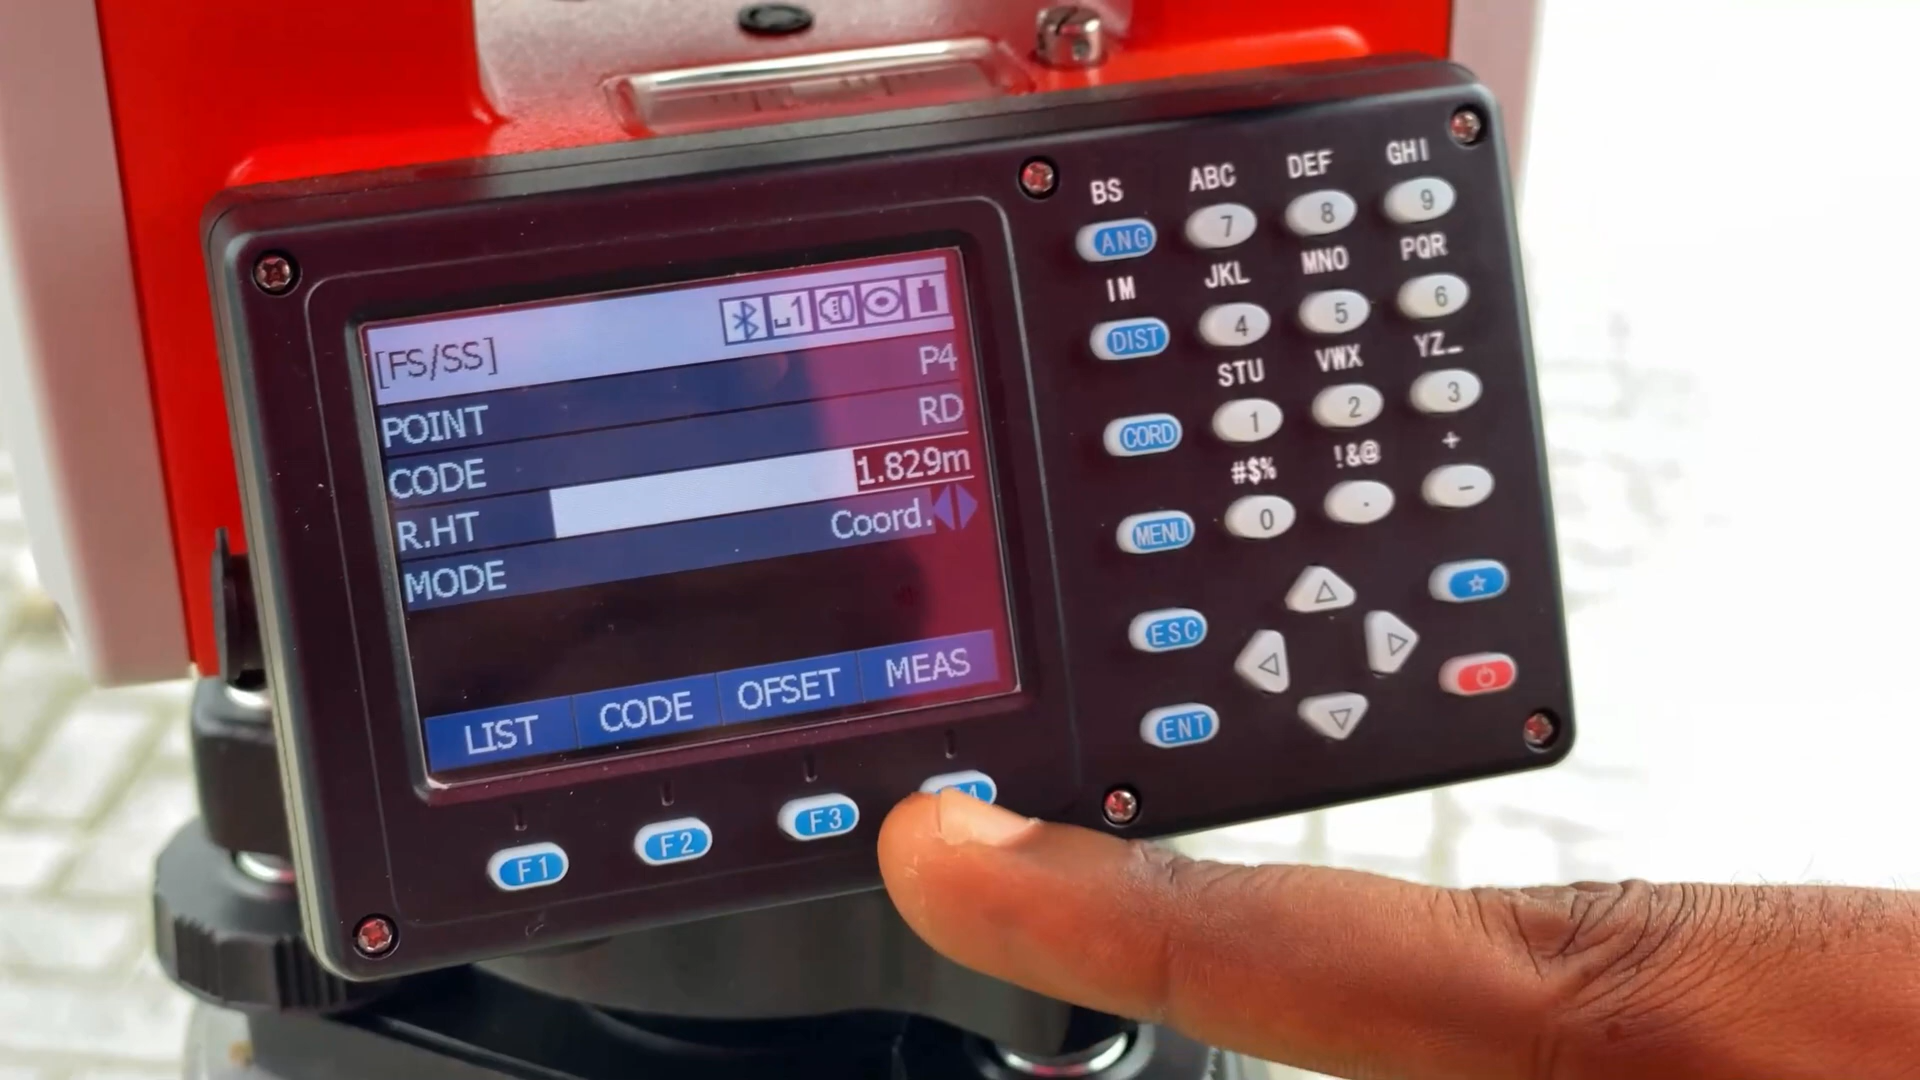 [FS/SS]
1
POINT P4
CODE RD
R.HT 1.829m
MODE Coord.
LIST CODE OFSET MEAS
F1 F2 F3
BS ABC DEF GHI
ANG 7 8 9
IM JKL MNO PQR
DIST 4 5 6
STU VWX YZ_
CORD 1 2 3
#$% !&@ +
MENU 0 . -
ESC
ENT